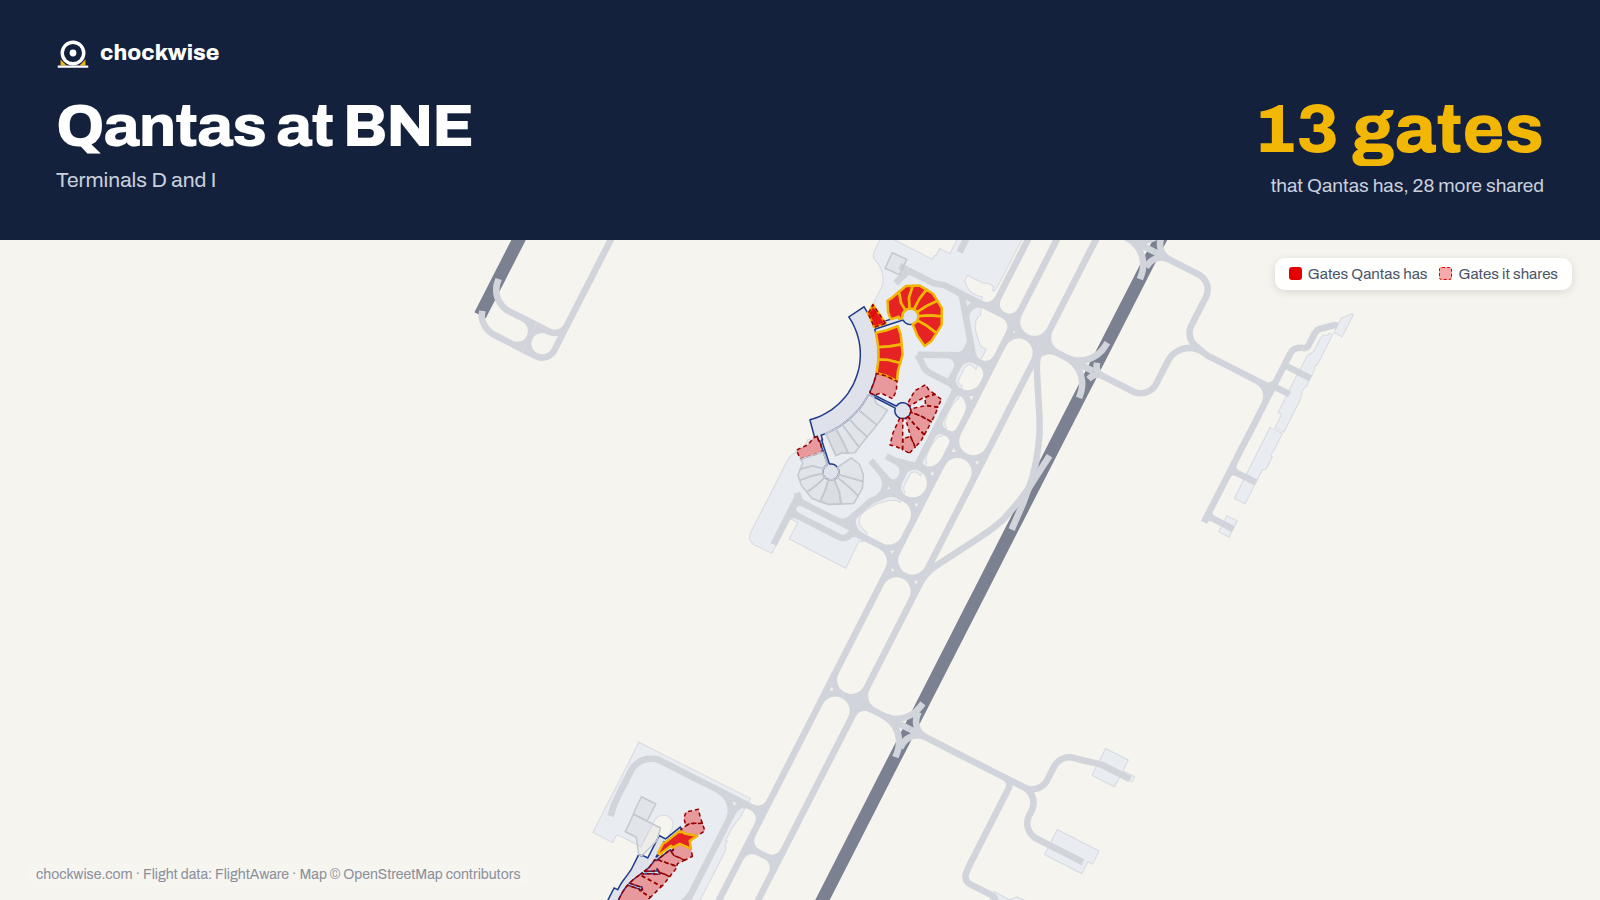 chockwise
Qantas at BNE
Terminals D and I
13 gates
that Qantas has, 28 more shared
Gates Qantas has
Gates it shares
chockwise.com · Flight data: FlightAware · Map © OpenStreetMap contributors